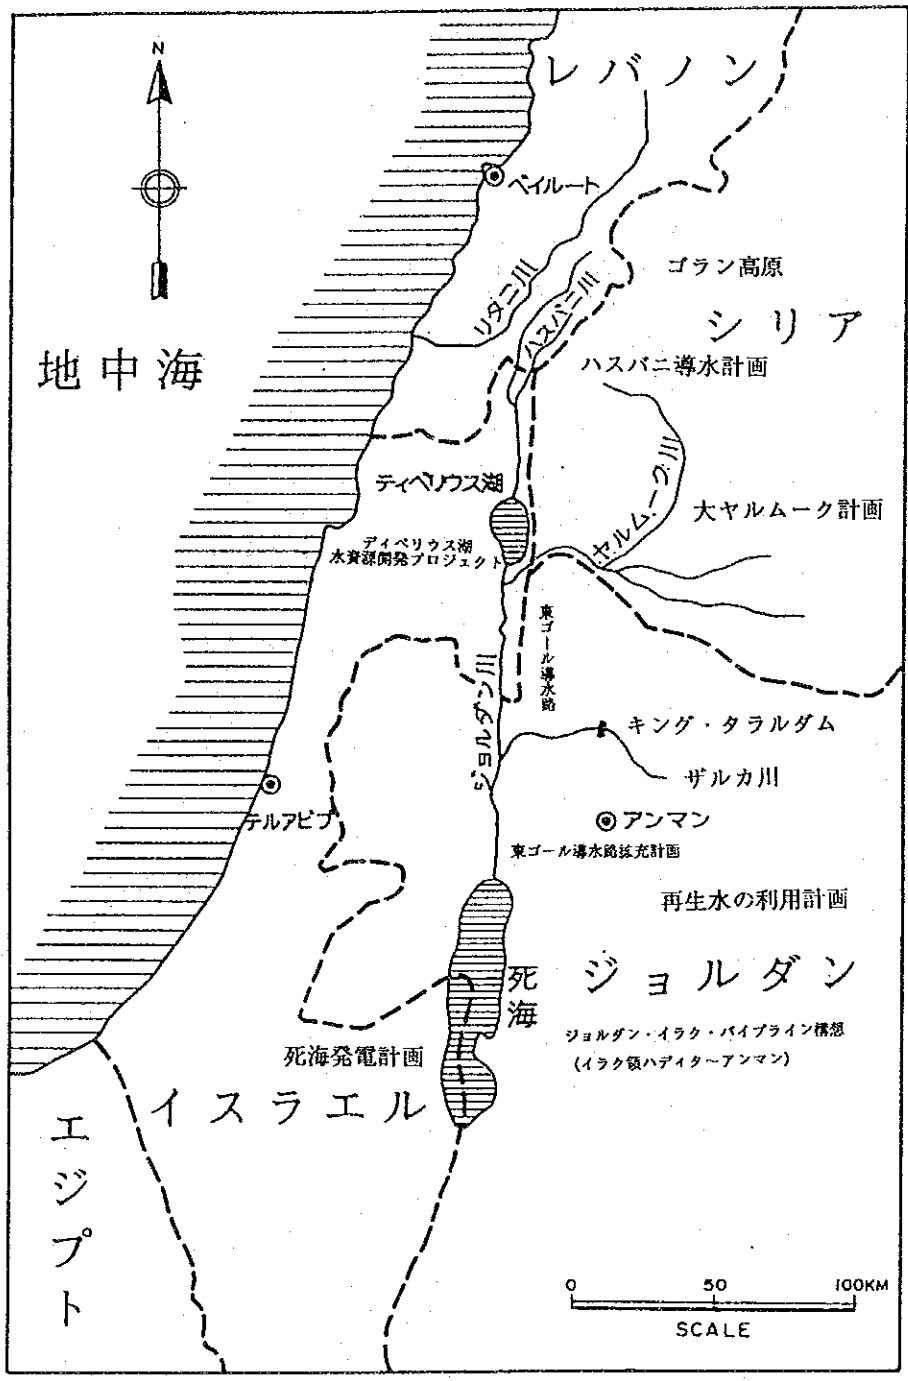 N
レバノン
ベイルート
リタニ川
ハスバニ川
ゴラン高原
シリア
地中海
ハスバニ導水計画
ティベリウス湖
ヤルムーク川
大ヤルムーク計画
ティベリウス湖
水資源開発プロジェクト
東ゴール導水路
ジョルダン川
キング・タラルダム
ザルカ川
テルアビブ
アンマン
東ゴール導水路拡充計画
再生水の利用計画
死海
ジョルダン
ジョルダン・イラク・パイプライン構想
(イラク領ハディタ〜アンマン)
死海発電計画
イスラエル
エジプト
0 50 100KM
SCALE